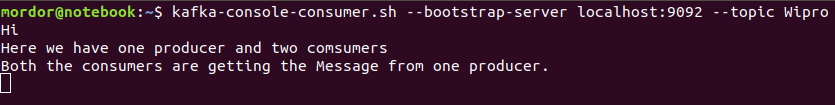 mordor@notebook:~$ kafka-console-consumer.sh --bootstrap-server localhost:9092 --topic Wipro
Hi
Here we have one producer and two comsumers
Both the consumers are getting the Message from one producer.